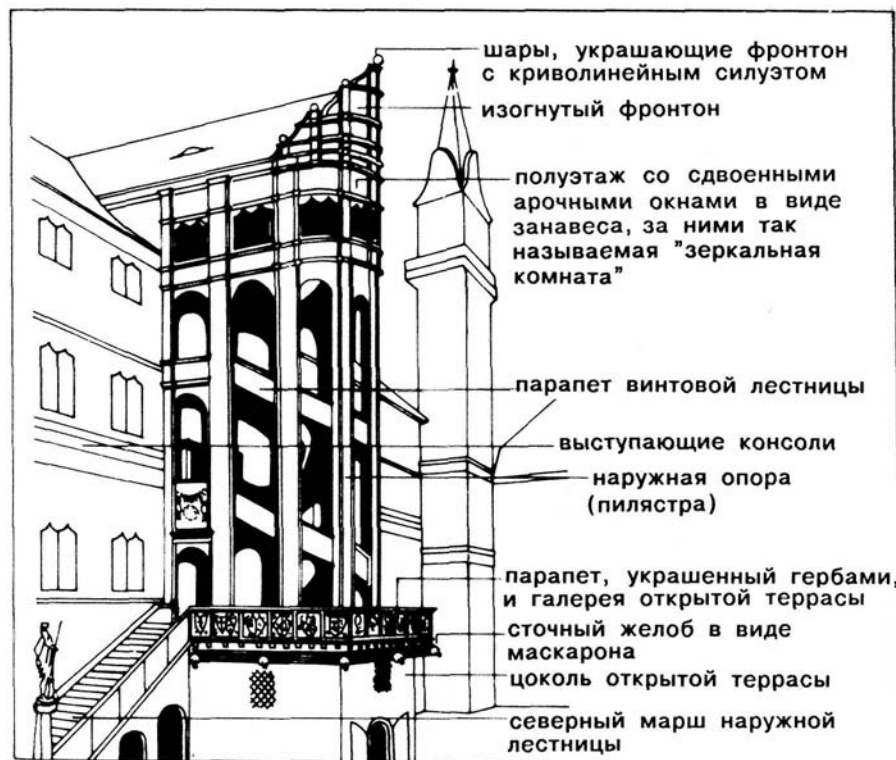 шары, украшающие фронтон
с криволинейным силуэтом
изогнутый фронтон
полуэтаж со сдвоенными
арочными окнами в виде
занавеса, за ними так
называемая "зеркальная
комната"
парапет винтовой лестницы
выступающие консоли
наружная опора
(пилястра)
парапет, украшенный гербами,
и галерея открытой террасы
сточный желоб в виде
маскарона
цоколь открытой террасы
северный марш наружной
лестницы